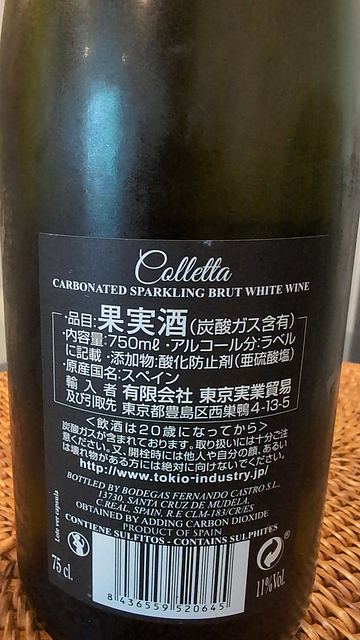 Colletta
CARBONATED SPARKLING BRUT WHITE WINE
・品目:果実酒(炭酸ガス含有)
・内容量:750mℓ・アルコール分:ラベル
に記載・添加物:酸化防止剤(亜硫酸塩)
・原産国名:スペイン
輸入者 有限会社 東京実業貿易
及び引取先 東京都豊島区西巣鴨4-13-5
<飲酒は20歳になってから>
炭酸ガスが含まれております。取り扱いには十分ご注
意ください。又、開栓時には他人や自分の顔、あるい
は壊れ物がある方には絶対に向けないでください。
http://www.tokio-industry.jp/
BOTTLED BY BODEGAS FERNANDO CASTRO S.L.,
13730, SANTA CRUZ DE MUDELA,
C.REAL, SPAIN, R.E CLM-183/CR/ES.
OBTAINED BY ADDING CARBON DIOXIDE
PRODUCT OF SPAIN
CONTIENE SULFITOS - CONTAINS SULPHITES
Lote:ver capsula
75 cl.
11%Vol.
8 436559 520645